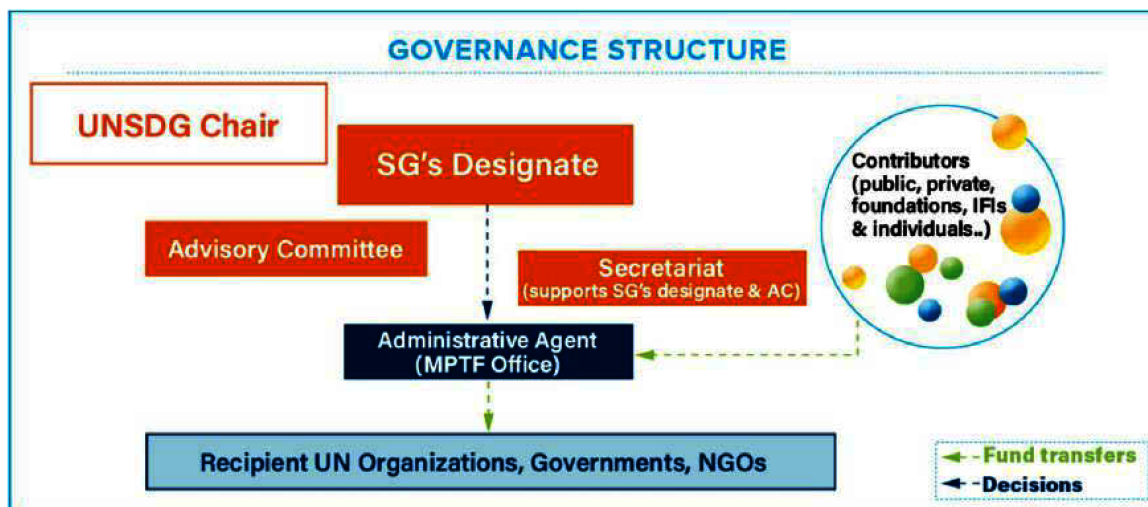 GOVERNANCE STRUCTURE
UNSDG Chair
SG's Designate
Contributors
(public, private,
foundations, IFIs
& individuals..)
Advisory Committee
Secretariat
(supports SG's designate & AC)
Administrative Agent
(MPTF Office)
Recipient UN Organizations, Governments, NGOs
Fund transfers
Decisions